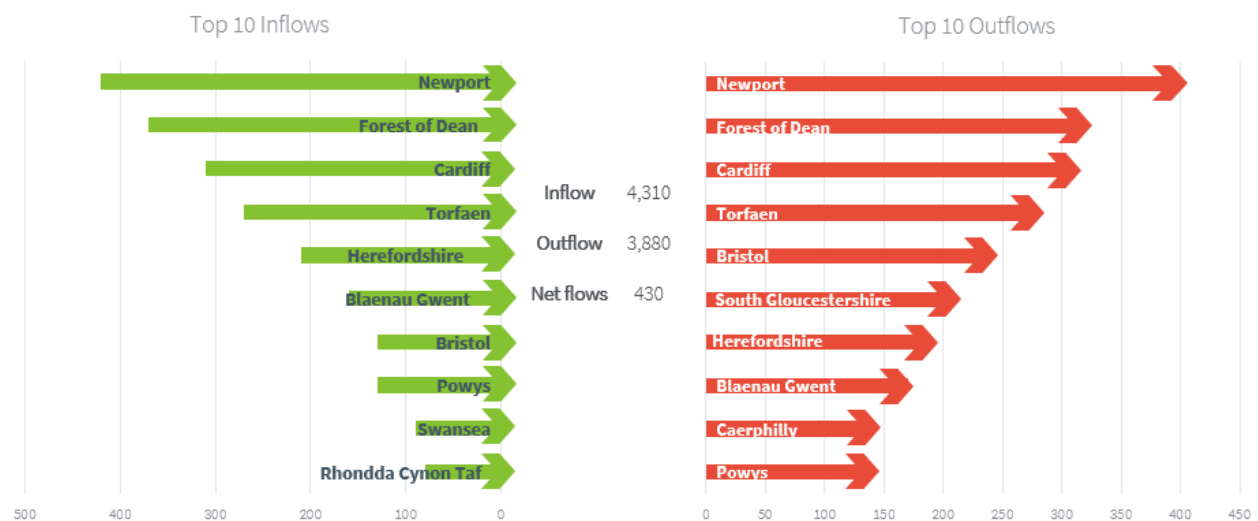 Top 10 Inflows
Newport
Forest of Dean
Cardiff
Torfaen
Herefordshire
Blaenau Gwent
Bristol
Powys
Swansea
Rhondda Cynon Taf
500 400 300 200 100 0
Inflow 4,310
Outflow 3,880
Net flows 430
Top 10 Outflows
Newport
Forest of Dean
Cardiff
Torfaen
Bristol
South Gloucestershire
Herefordshire
Blaenau Gwent
Caerphilly
Powys
0 50 100 150 200 250 300 350 400 450